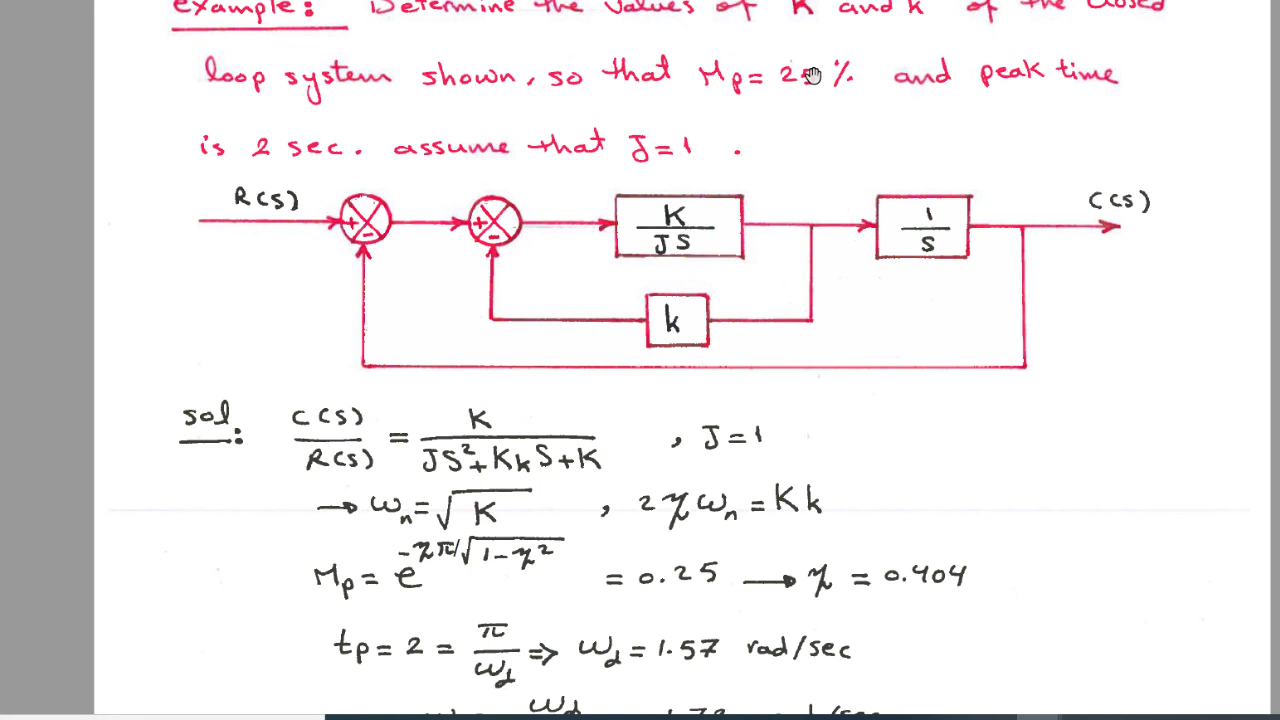 example: Determine the values of K and k of the closed
loop system shown, so that Mp = 25 % and peak time
is 2 sec. assume that J=1 .
R(S) + - + - K/JS 1/S C(S)
k
sol: C(S)/R(S) = K/(JS²+KkS+K) , J=1
→ ωn = √K , 2ζωn = Kk
Mp = e^(-ζπ/√(1-ζ²)) = 0.25 → ζ = 0.404
tp = 2 = π/ωd ⇒ ωd = 1.57 rad/sec
ωd